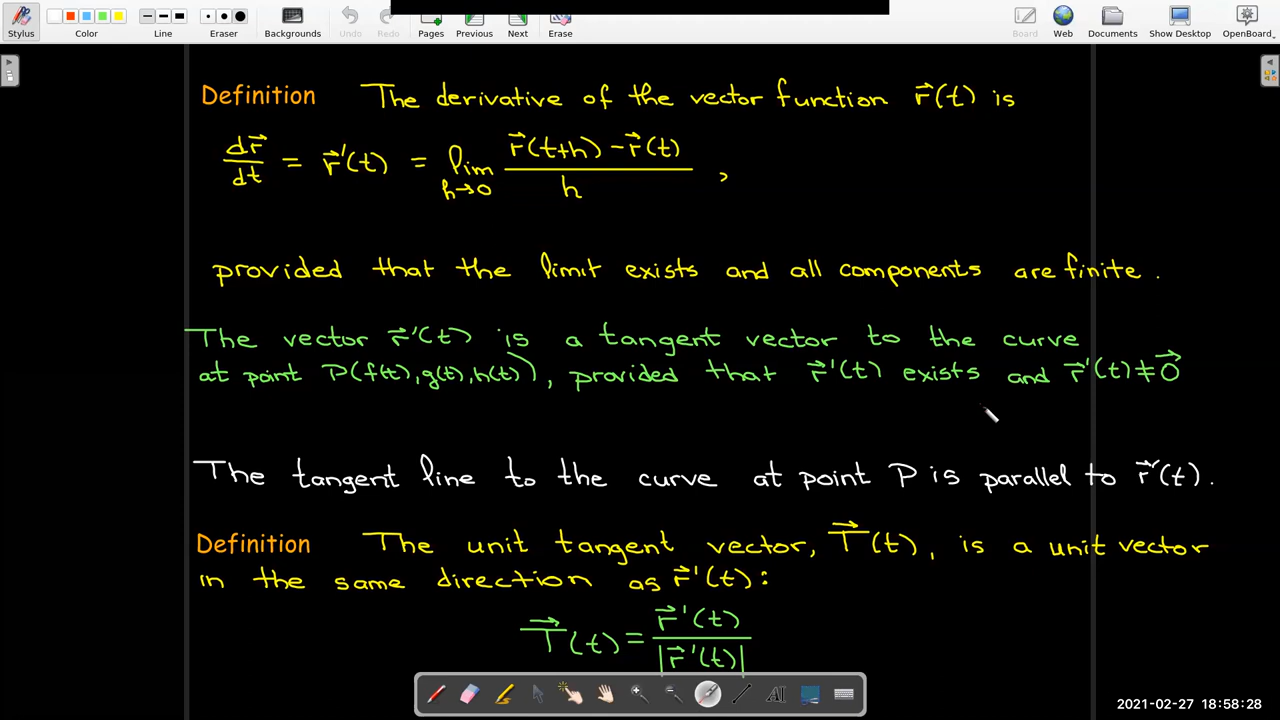 Stylus Color Line Eraser Backgrounds Undo Redo Pages Previous Next Erase Board Web Documents Show Desktop OpenBoard
Definition The derivative of the vector function r⃗(t) is
dr⃗/dt = r⃗'(t) = lim h→0 (r⃗(t+h) - r⃗(t))/h ,
provided that the limit exists and all components are finite.
The vector r⃗'(t) is a tangent vector to the curve
at point P(f(t), g(t), h(t)), provided that r⃗'(t) exists and r⃗'(t) ≠ 0⃗
The tangent line to the curve at point P is parallel to r⃗'(t).
Definition The unit tangent vector, T⃗(t), is a unit vector
in the same direction as r⃗'(t):
T⃗(t) = r⃗'(t)/|r⃗'(t)|
AI
2021-02-27 18:58:28